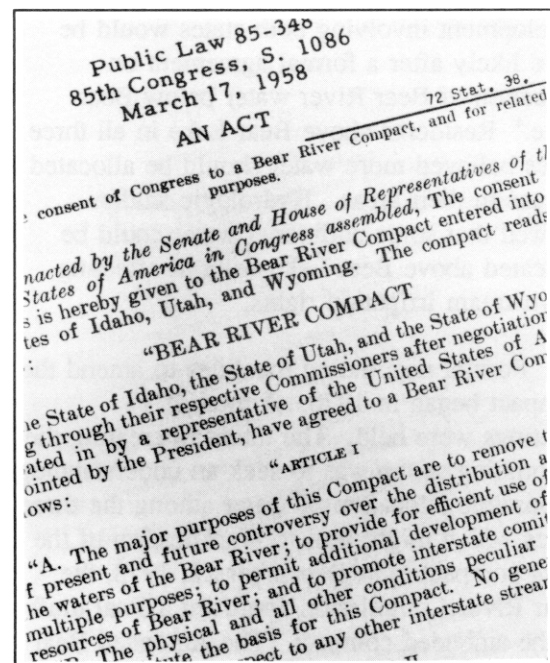 Public Law 85-348
85th Congress, S. 1086
March 17, 1958
AN ACT
72 Stat. 38.
consent of Congress to a Bear River Compact, and for related
purposes.
nacted by the Senate and House of Representatives of th
States of America in Congress assembled, The consent
s is hereby given to the Bear River Compact entered into
tes of Idaho, Utah, and Wyoming. The compact reads
"BEAR RIVER COMPACT
he State of Idaho, the State of Utah, and the State of Wyo
g through their respective Commissioners after negotiation
ated in by a representative of the United States of A
ointed by the President, have agreed to a Bear River Com
lows:
"ARTICLE I
"A. The major purposes of this Compact are to remove t
f present and future controversy over the distribution a
he waters of the Bear River; to provide for efficient use of
multiple purposes; to permit additional development of
resources of Bear River; and to promote interstate comit
The physical and all other conditions peculiar
tute the basis for this Compact. No gene
spect to any other interstate stream